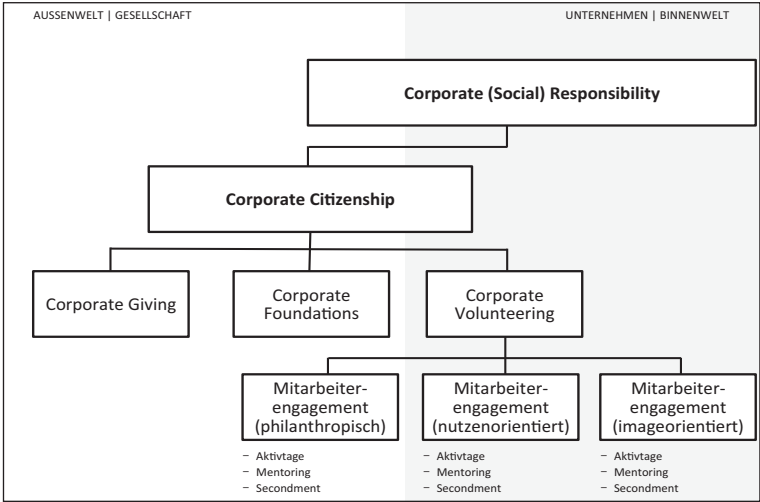 AUSSENWELT | GESELLSCHAFT
UNTERNEHMEN | BINNENWELT
Corporate (Social) Responsibility
Corporate Citizenship
Corporate Giving
Corporate
Foundations
Corporate
Volunteering
Mitarbeiter-
engagement
(philanthropisch)
– Aktivtage
– Mentoring
– Secondment
Mitarbeiter-
engagement
(nutzenorientiert)
– Aktivtage
– Mentoring
– Secondment
Mitarbeiter-
engagement
(imageorientiert)
– Aktivtage
– Mentoring
– Secondment